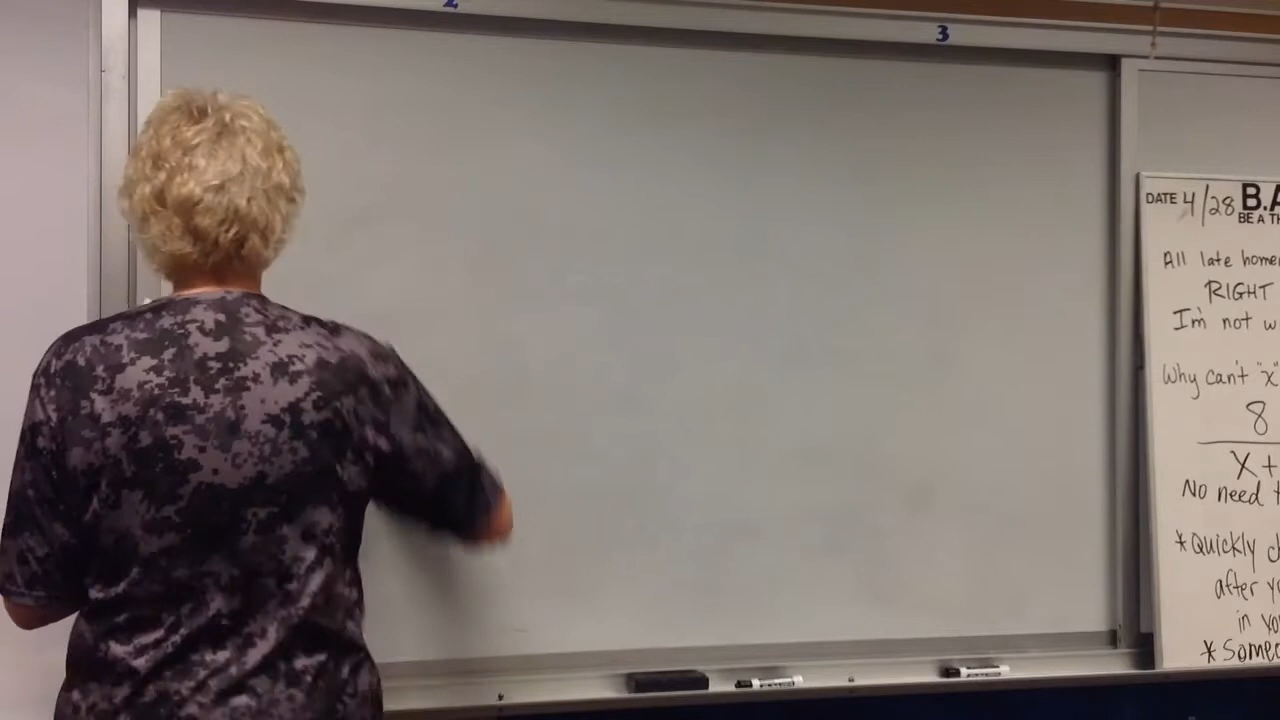 2
3
DATE 4/28 B.A
BE A TH
All late home
RIGHT
I'm not w
Why can't "x"
8
x+
No need t
*Quickly c
after y
in yo
*Someo